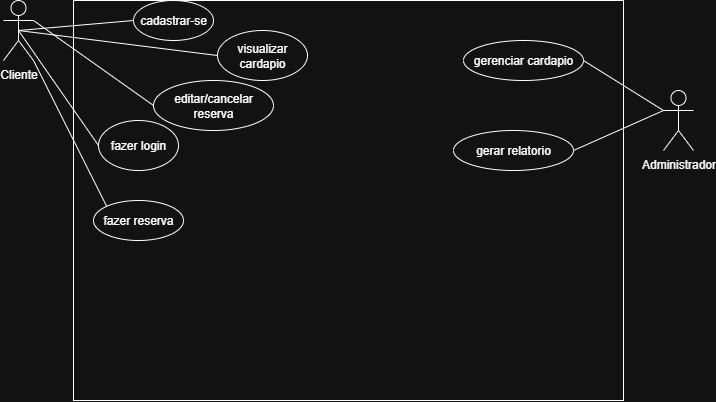 cadastrar-se
visualizar
cardapio
gerenciar cardapio
Cliente
editar/cancelar
reserva
fazer login
gerar relatorio
Administrador
fazer reserva